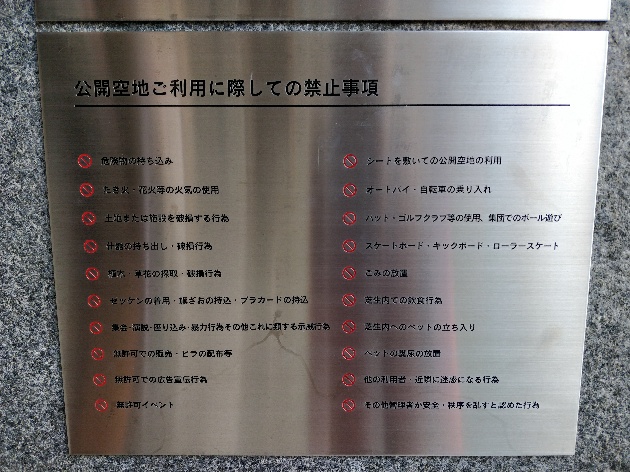 公開空地ご利用に際しての禁止事項
危険物の持ち込み
たき火・花火等の火気の使用
土地または施設を破損する行為
什器の持ち出し・破損行為
樹木・草花の採取・破損行為
ゼッケンの着用・旗さおの持込・プラカードの持込
集会・演説・座り込み・暴力行為その他これに類する示威行為
無許可での販売・ビラの配布等
無許可での広告宣伝行為
無許可イベント
シートを敷いての公開空地の利用
オートバイ・自転車の乗り入れ
バット・ゴルフクラブ等の使用、集団でのボール遊び
スケートボード・キックボード・ローラースケート
ごみの放置
芝生内での飲食行為
芝生内へのペットの立ち入り
ペットの糞尿の放置
他の利用者・近隣に迷惑になる行為
その他管理者が安全・秩序を乱すと認めた行為